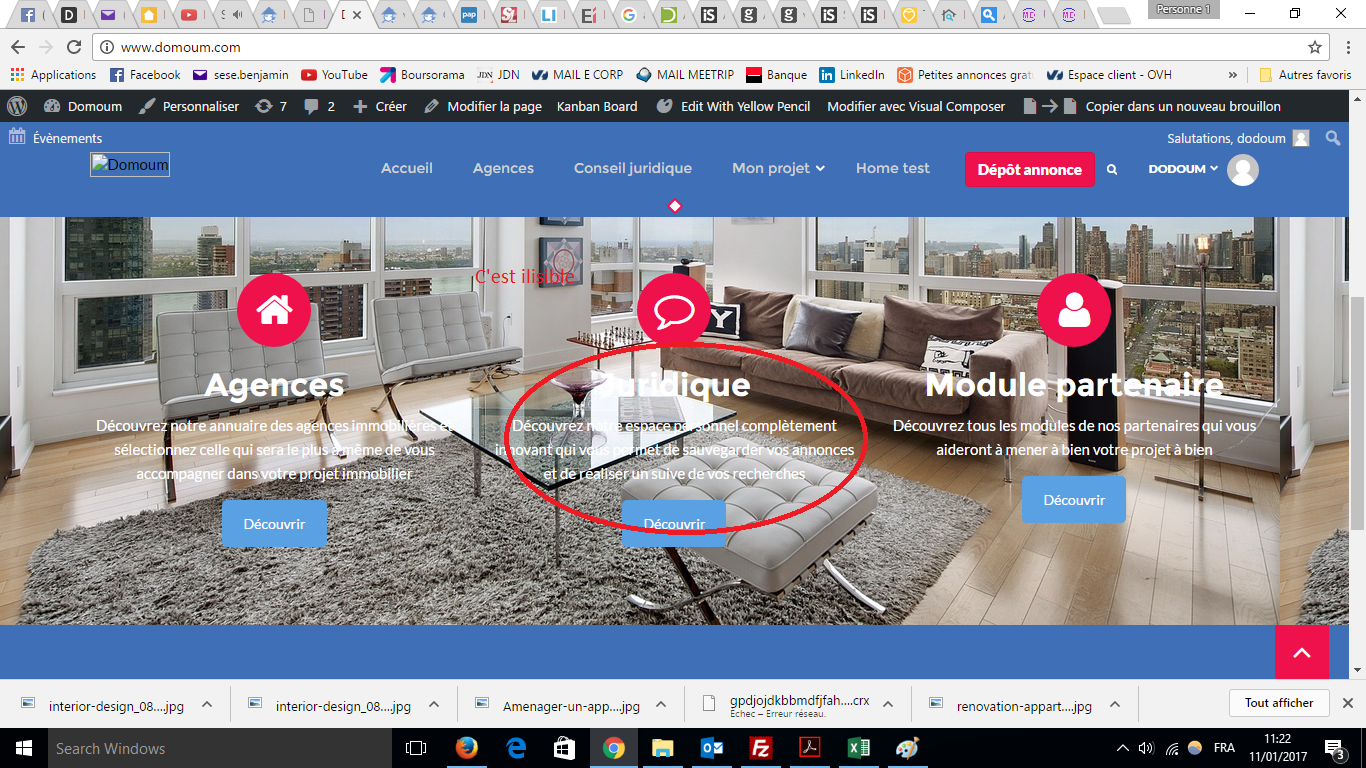 Personne 1
www.domoum.com
Applications Facebook sese.benjamin YouTube Boursorama JDN JDN MAIL E CORP MAIL MEETRIP Banque LinkedIn Petites annonces grat Espace client - OVH » Autres favoris
Domoum Personnaliser 7 2 Créer Modifier la page Kanban Board Edit With Yellow Pencil Modifier avec Visual Composer Copier dans un nouveau brouillon
Évènements Salutations, dodoum
Domoum Accueil Agences Conseil juridique Mon projet Home test Dépôt annonce DODOUM
C'est ilisible
Agences
Découvrez notre annuaire des agences immobilières et
sélectionnez celle qui sera le plus à même de vous
accompagner dans votre projet immobilier
Découvrir
Juridique
Découvrez notre espace personnel complètement
innovant qui vous permet de sauvegarder vos annonces
et de réaliser un suive de vos recherches
Découvrir
Module partenaire
Découvrez tous les modules de nos partenaires qui vous
aideront à mener à bien votre projet à bien
Découvrir
interior-design_08....jpg interior-design_08....jpg Amenager-un-app....jpg gpdjojdkbbmdfjfah....crx renovation-appart....jpg Tout afficher
Échec – Erreur réseau.
Search Windows FRA 11:22
11/01/2017 3